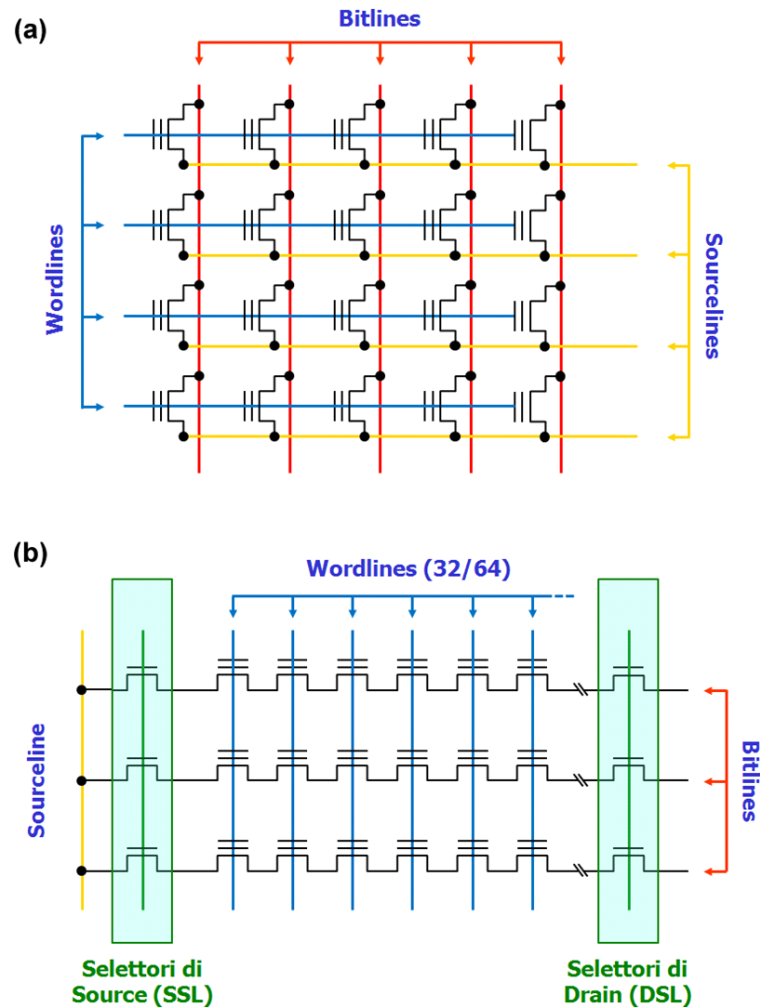 (a)
Bitlines
Wordlines
Sourcelines
(b)
Wordlines (32/64)
Sourceline
Bitlines
Selettori di
Source (SSL)
Selettori di
Drain (DSL)